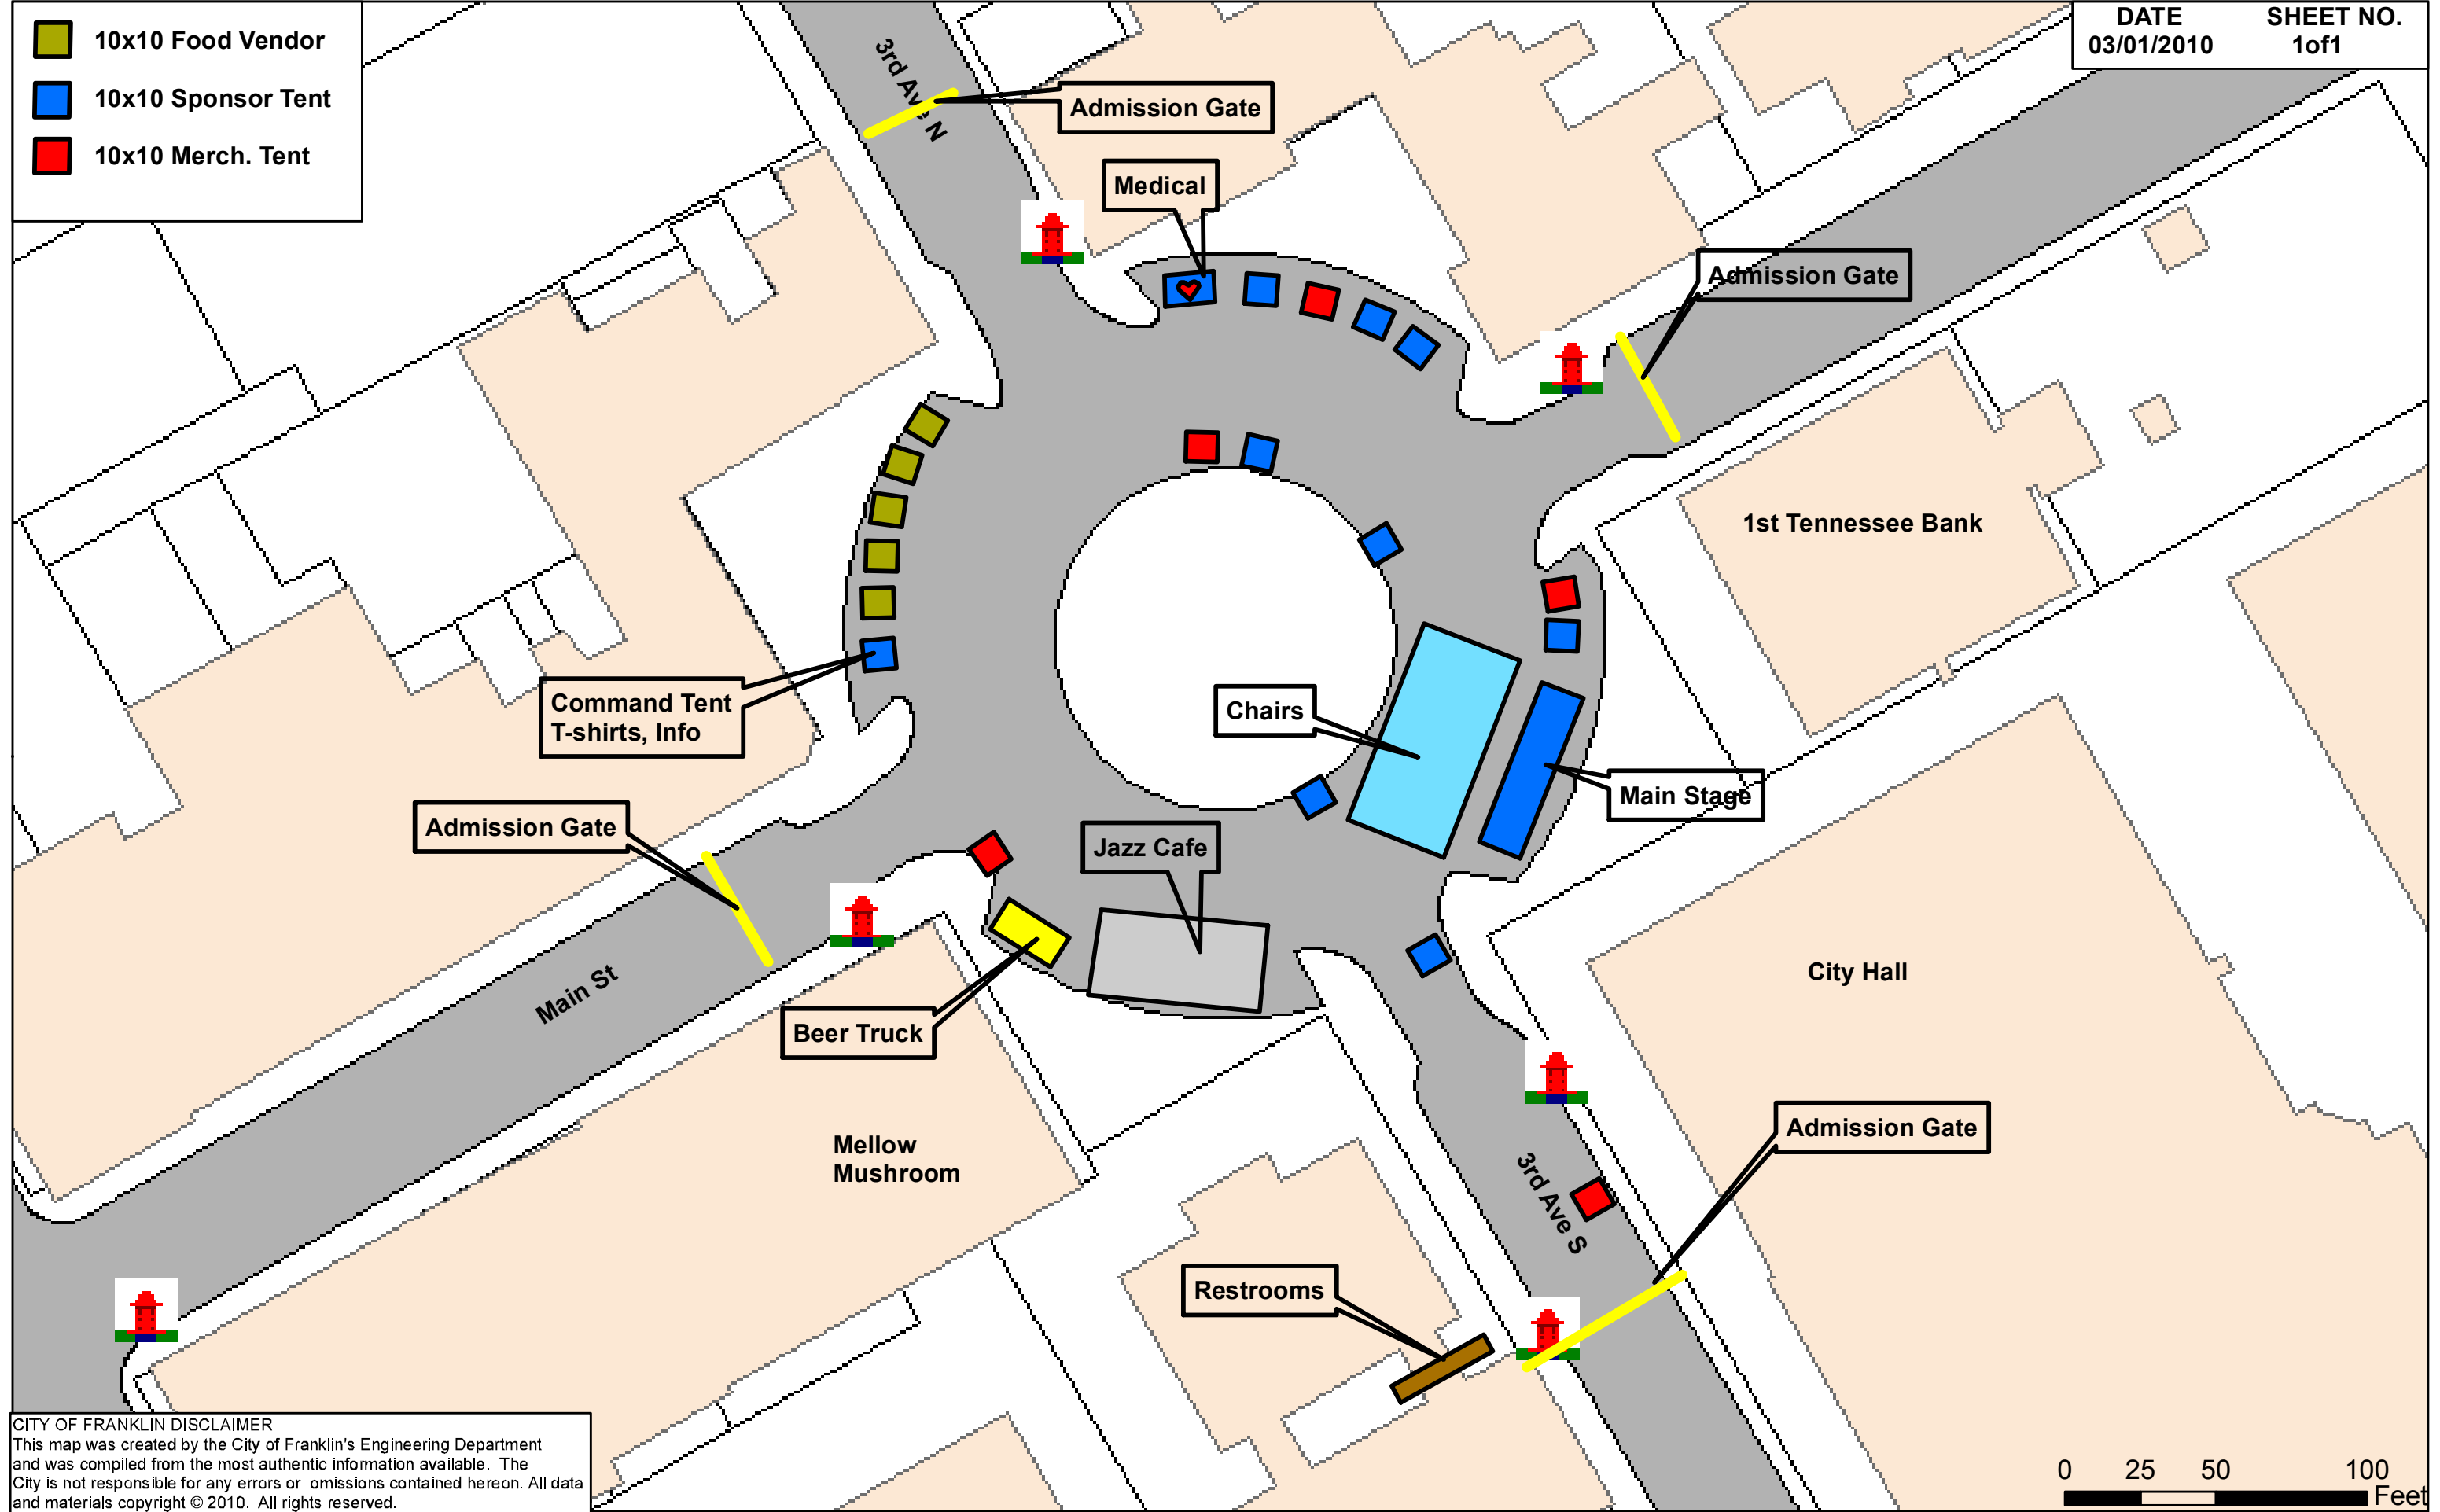 10x10 Food Vendor
10x10 Sponsor Tent
10x10 Merch. Tent
DATE
03/01/2010
SHEET NO.
1of1
3rd Ave N
Admission Gate
Medical
Admission Gate
1st Tennessee Bank
Command Tent
T-shirts, Info
Chairs
Main Stage
Admission Gate
Jazz Cafe
Main St
Beer Truck
City Hall
Mellow
Mushroom
Admission Gate
3rd Ave S
Restrooms
CITY OF FRANKLIN DISCLAIMER
This map was created by the City of Franklin's Engineering Department
and was compiled from the most authentic information available. The
City is not responsible for any errors or omissions contained hereon. All data
and materials copyright © 2010. All rights reserved.
0 25 50 100
Feet